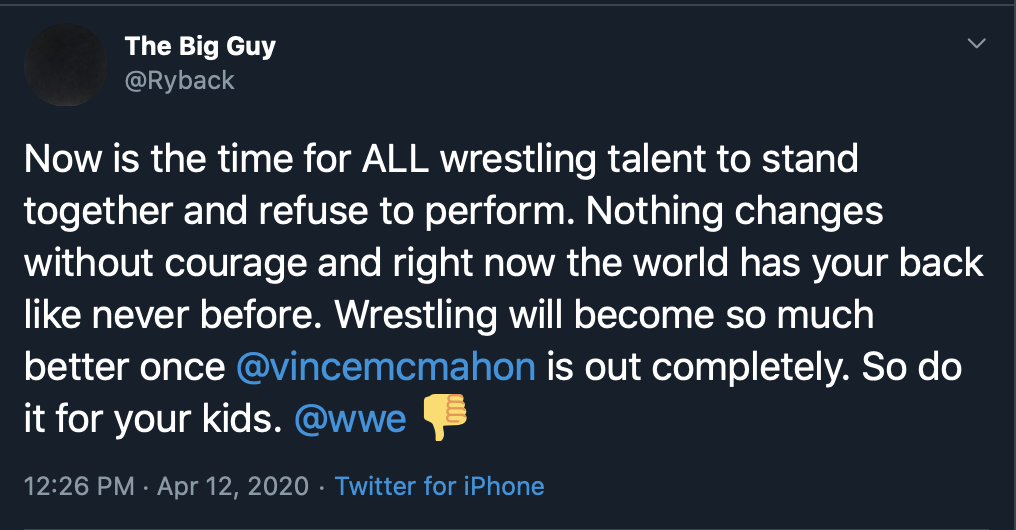 The Big Guy
@Ryback
Now is the time for ALL wrestling talent to stand
together and refuse to perform. Nothing changes
without courage and right now the world has your back
like never before. Wrestling will become so much
better once @vincemcmahon is out completely. So do
it for your kids. @wwe 👎
12:26 PM · Apr 12, 2020 · Twitter for iPhone